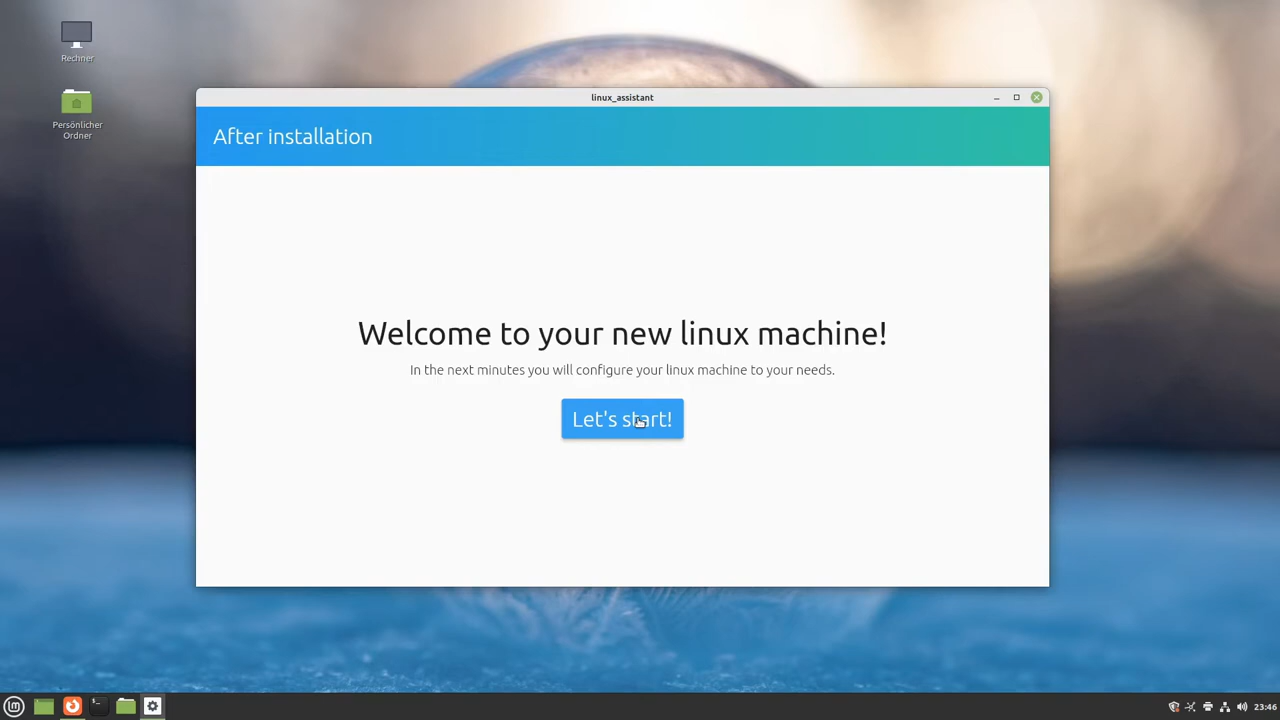 Rechner
Persönlicher
Ordner
linux_assistant
After installation
Welcome to your new linux machine!
In the next minutes you will configure your linux machine to your needs.
Let's start!
23:46